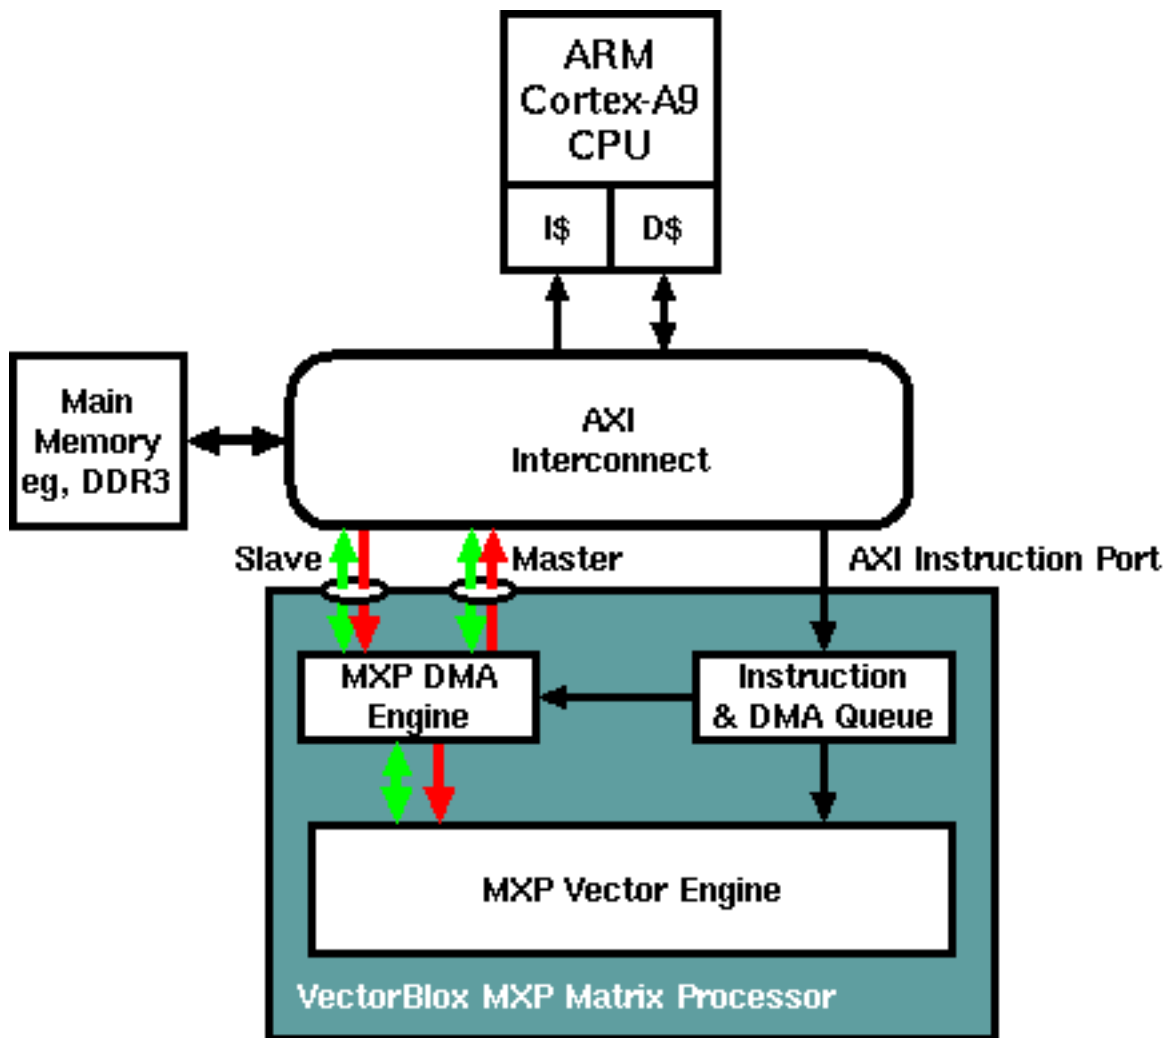 ARM
Cortex-A9
CPU
I$
D$
Main
Memory
eg, DDR3
AXI
Interconnect
Slave
Master
AXI Instruction Port
MXP DMA
Engine
Instruction
& DMA Queue
MXP Vector Engine
VectorBlox MXP Matrix Processor